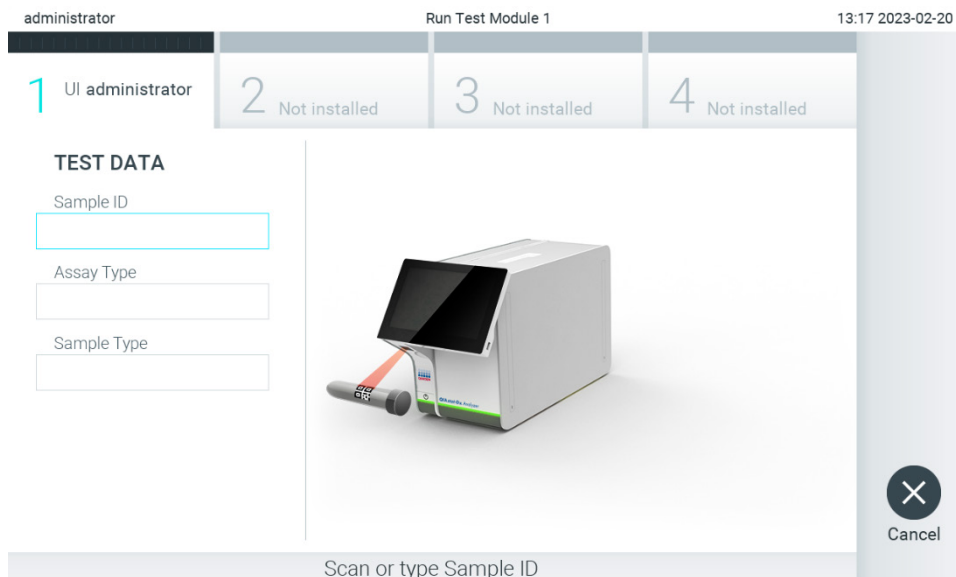 administrator
Run Test Module 1
13:17 2023-02-20
1 UI administrator
2 Not installed
3 Not installed
4 Not installed
TEST DATA
Sample ID
Assay Type
Sample Type
Cancel
Scan or type Sample ID